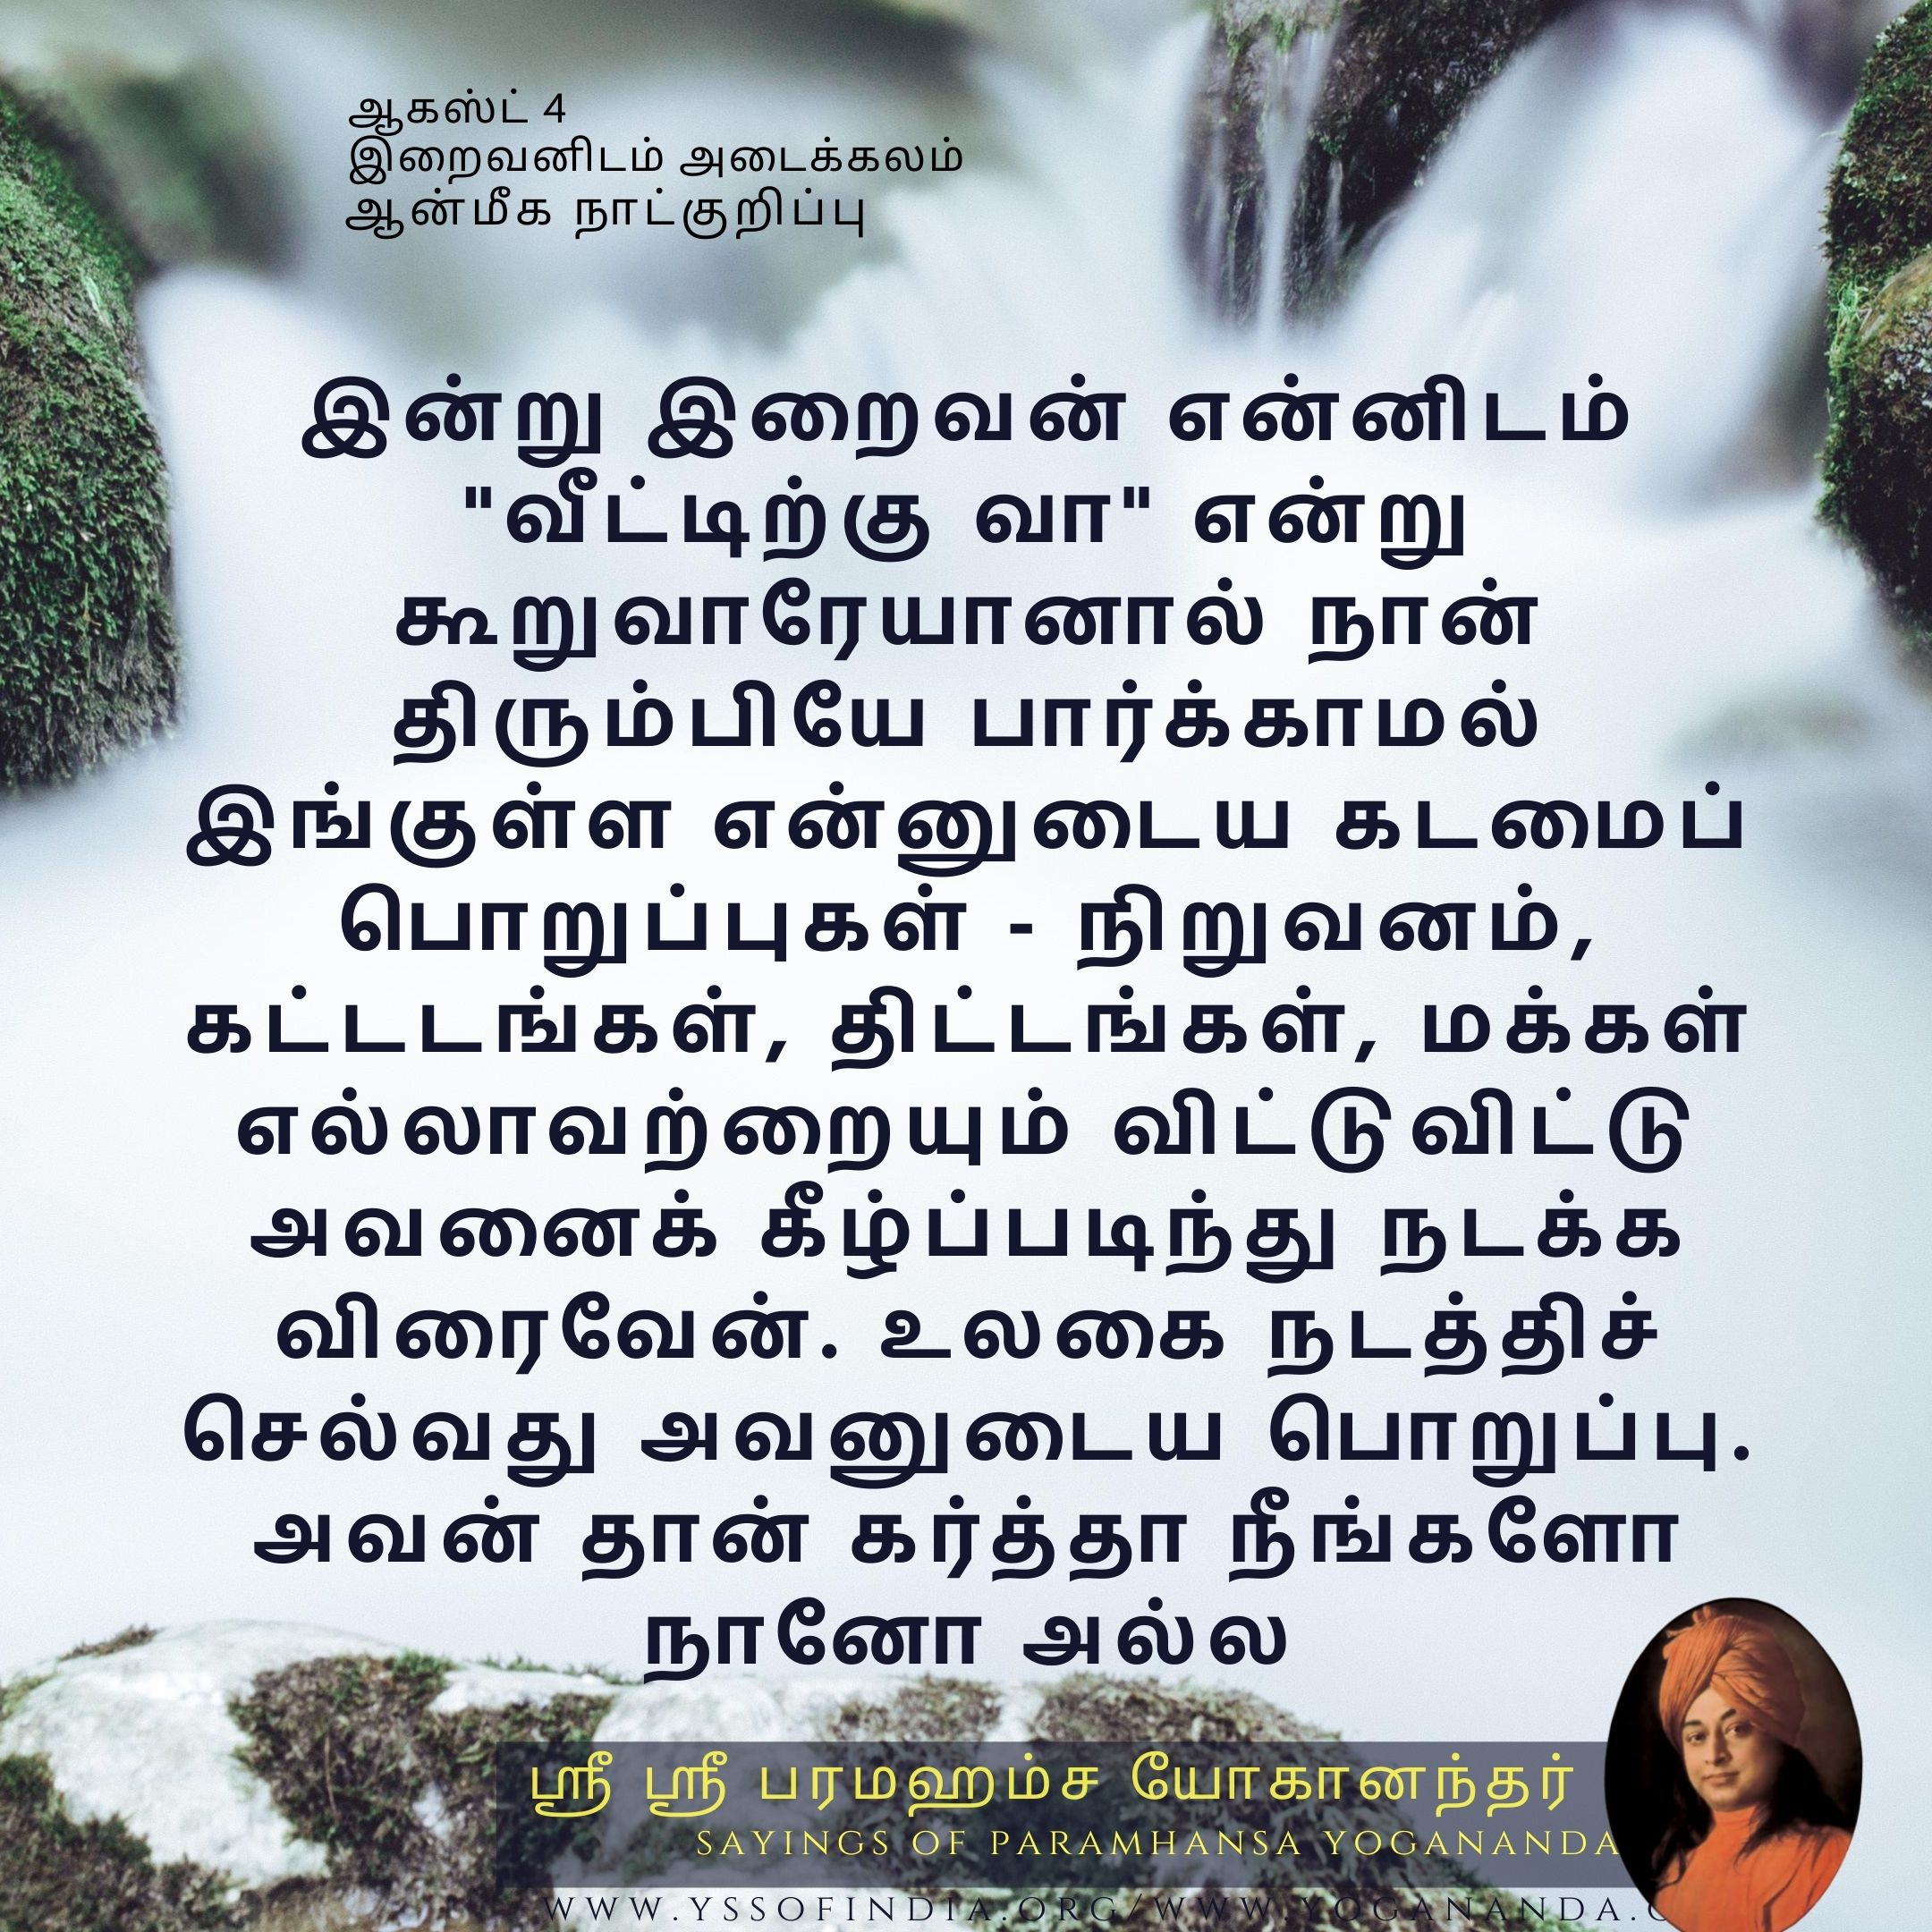 ஆகஸ்ட் 4
இறைவனிடம் அடைக்கலம்
ஆன்மீக நாட்குறிப்பு
இன்று இறைவன் என்னிடம்
"வீட்டிற்கு வா" என்று
கூறுவாரேயானால் நான்
திரும்பியே பார்க்காமல்
இங்குள்ள என்னுடைய கடமைப்
பொறுப்புகள் - நிறுவனம்,
கட்டடங்கள், திட்டங்கள், மக்கள்
எல்லாவற்றையும் விட்டுவிட்டு
அவனைக் கீழ்ப்படிந்து நடக்க
விரைவேன். உலகை நடத்திச்
செல்வது அவனுடைய பொறுப்பு.
அவன் தான் கர்த்தா நீங்களோ
நானோ அல்ல
ஸ்ரீ ஸ்ரீ பரமஹம்ச யோகானந்தர்
SAYINGS OF PARAMHANSA YOGANANDA
WWW.YSSOFINDIA.ORG/WWW.YOGANANDA.